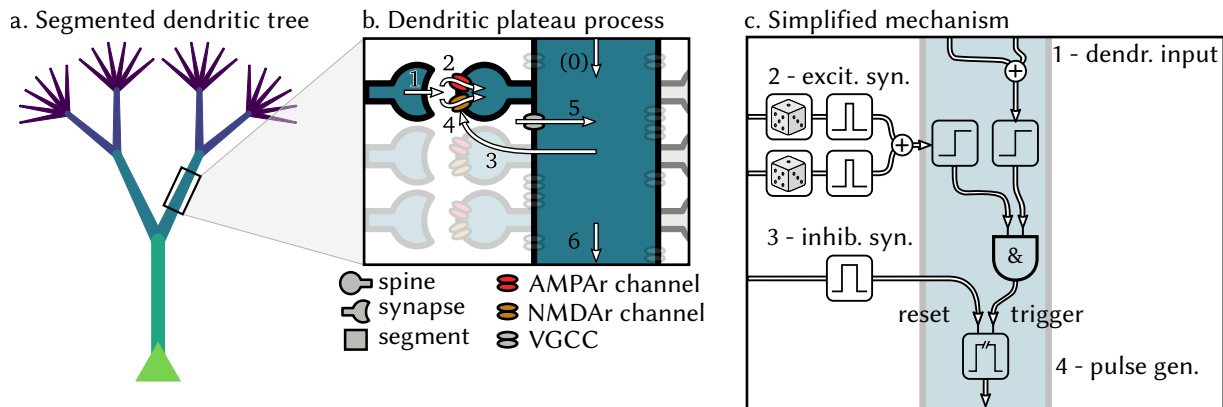 a. Segmented dendritic tree
b. Dendritic plateau process
(0)
1
2
3
4
5
6
spine
synapse
segment
AMPAr channel
NMDAr channel
VGCC
c. Simplified mechanism
1 - dendr. input
2 - excit. syn.
3 - inhib. syn.
&
reset
trigger
4 - pulse gen.